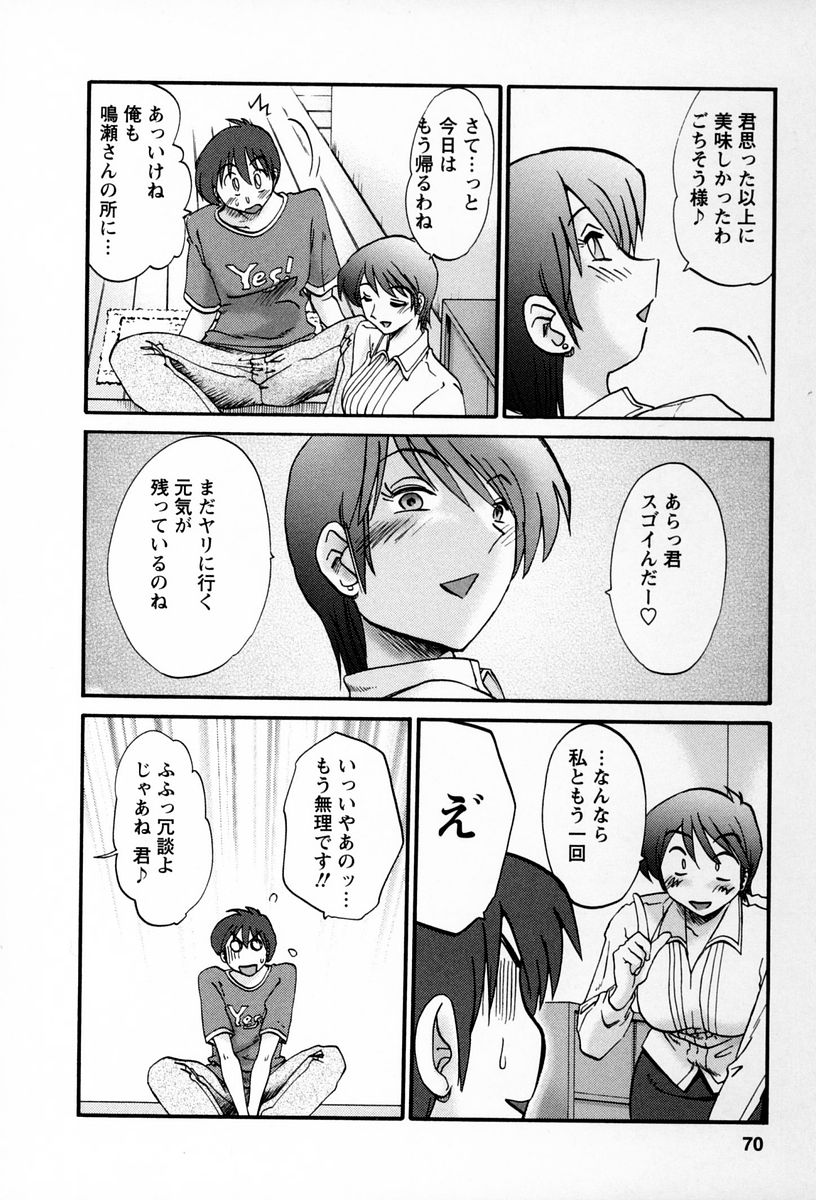 君思った以上に
美味しかったわ
ごちそう様♪
さて…っと
今日は
もう帰るわね
あっいけね
俺も
鳴瀬さんの所に…
Yes!
あらっ君
スゴイんだー♡
まだヤリに行く
元気が
残っているのね
…なんなら
私ともう一回
え
いっいやあのッ…
もう無理です!!
Yes!
ふふっ冗談よ
じゃあね 君♪
70